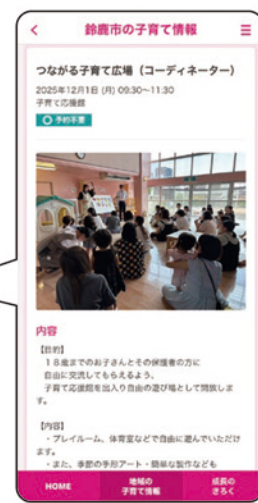 鈴鹿市の子育て情報
つながる子育て広場（コーディネーター）
2025年12月1日 (月) 09:30〜11:30
子育て応援館
予約不要
内容
【目的】
１８歳までのお子さんとその保護者の方に
自由に交流してもらえるよう、
子育て応援館を出入り自由の遊び場として開放しま
す。
【内容】
・プレイルーム、体育室などで自由に遊んでいただけ
ます。
・また、季節の手形アート・簡単な製作なども
HOME
地域の
子育て情報
成長の
きろく